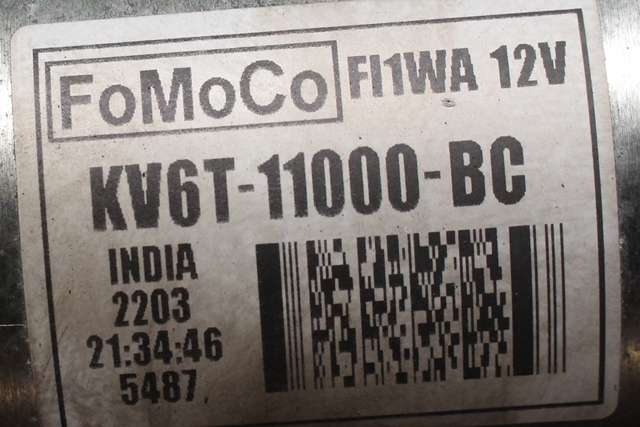 FoMoCo FI1WA 12V
KV6T-11000-BC
INDIA
2203
21:34:46
5487